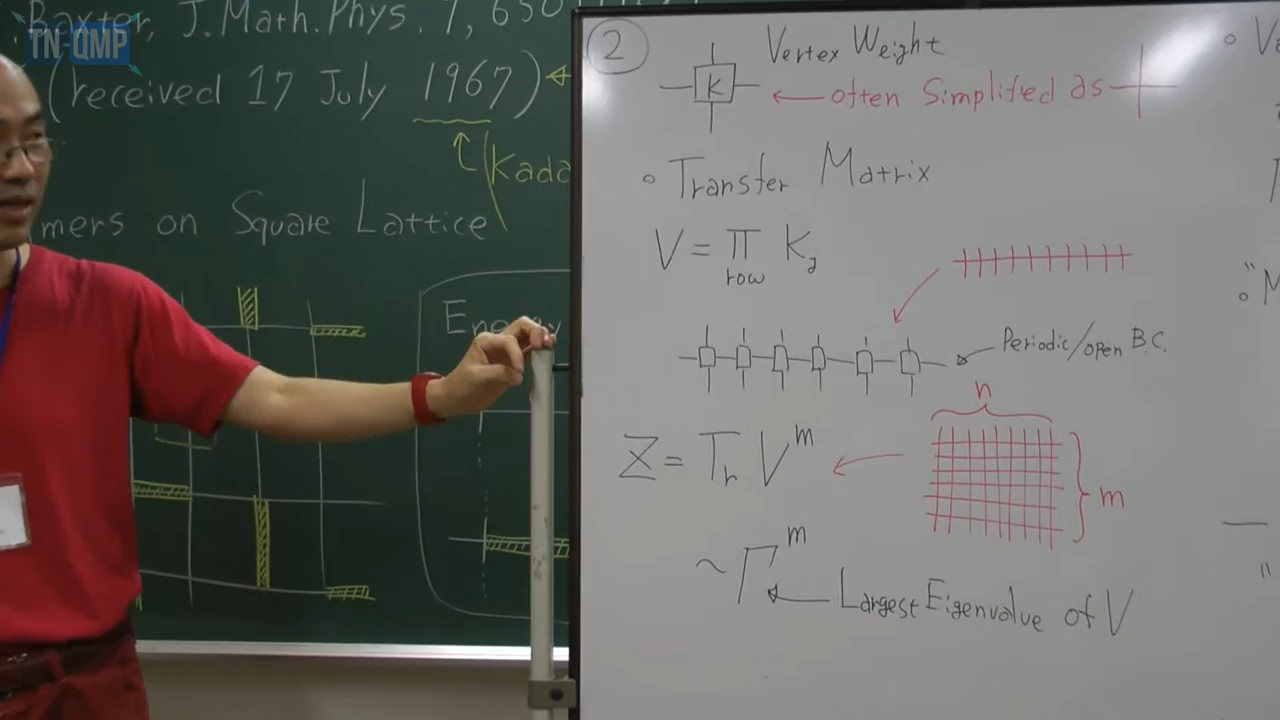 TN-QMP
Baxter, J. Math. Phys. 7, 650
(received 17 July 1967)
(Kada
mers on Square Lattice
Energy
2
Vertex Weight
K
often Simplified as
Transfer Matrix
V = Π K_j
row
Periodic/open B.C.
n
Z = Tr V^m
m
~ Γ^m
Largest Eigenvalue of V